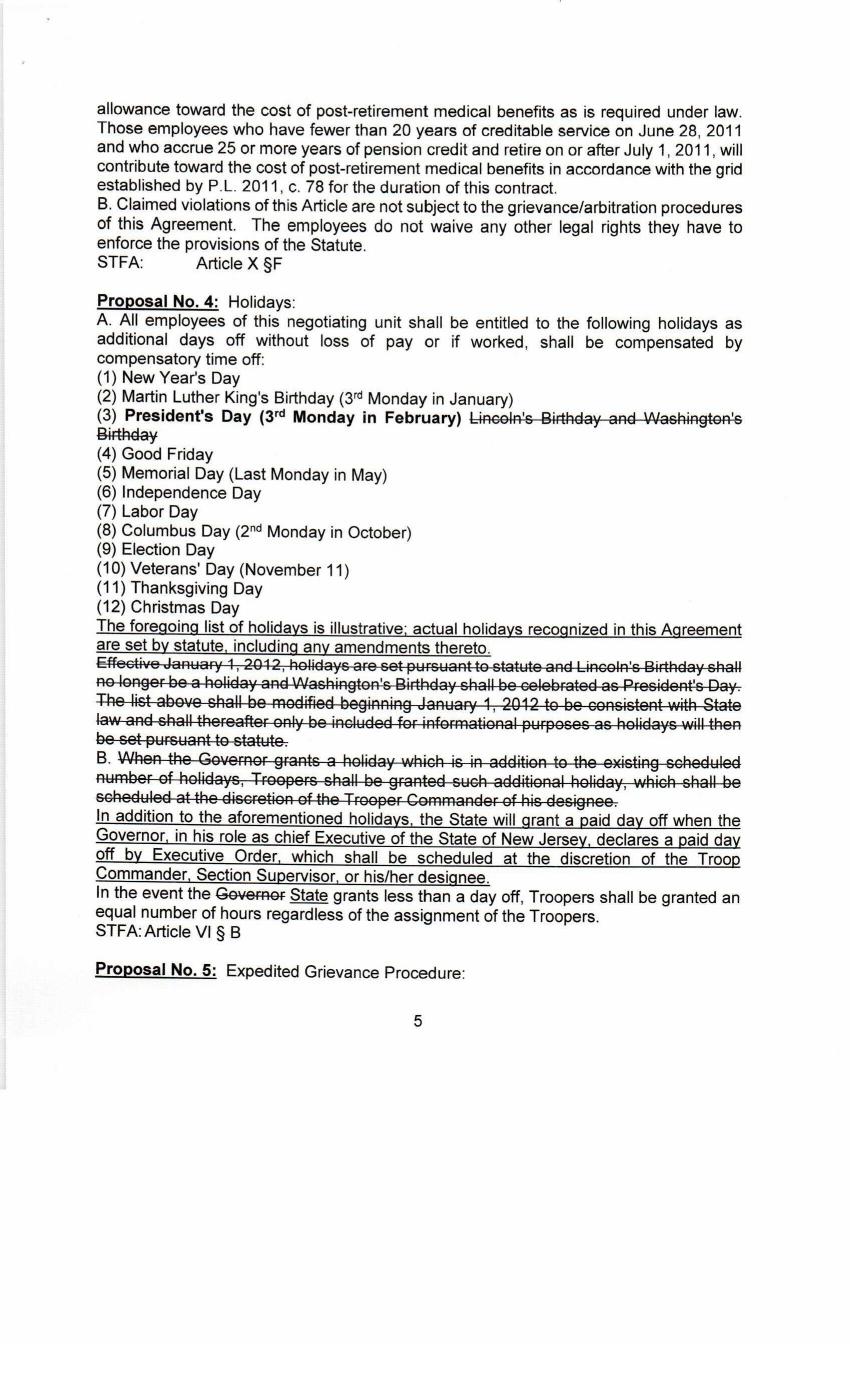 allowance toward the cost of post-retirement medical benefits as is required under law.
Those employees who have fewer than 20 years of creditable service on June 28, 2011
and who accrue 25 or more years of pension credit and retire on or after July 1, 2011, will
contribute toward the cost of post-retirement medical benefits in accordance with the grid
established by P.L. 2011, c. 78 for the duration of this contract.
B. Claimed violations of this Article are not subject to the grievance/arbitration procedures
of this Agreement. The employees do not waive any other legal rights they have to
enforce the provisions of the Statute.
STFA: Article X §F
Proposal No. 4: Holidays:
A. All employees of this negotiating unit shall be entitled to the following holidays as
additional days off without loss of pay or if worked, shall be compensated by
compensatory time off:
(1) New Year's Day
(2) Martin Luther King's Birthday (3rd Monday in January)
(3) President's Day (3rd Monday in February) Lincoln's Birthday and Washington's
Birthday
(4) Good Friday
(5) Memorial Day (Last Monday in May)
(6) Independence Day
(7) Labor Day
(8) Columbus Day (2nd Monday in October)
(9) Election Day
(10) Veterans' Day (November 11)
(11) Thanksgiving Day
(12) Christmas Day
The foregoing list of holidays is illustrative; actual holidays recognized in this Agreement
are set by statute, including any amendments thereto.
Effective January 1, 2012, holidays are set pursuant to statute and Lincoln's Birthday shall
no longer be a holiday and Washington's Birthday shall be celebrated as President's Day.
The list above shall be modified beginning January 1, 2012 to be consistent with State
law and shall thereafter only be included for informational purposes as holidays will then
be set pursuant to statute.
B. When the Governor grants a holiday which is in addition to the existing scheduled
number of holidays, Troopers shall be granted such additional holiday, which shall be
scheduled at the discretion of the Trooper Commander of his designee.
In addition to the aforementioned holidays, the State will grant a paid day off when the
Governor, in his role as chief Executive of the State of New Jersey, declares a paid day
off by Executive Order, which shall be scheduled at the discretion of the Troop
Commander, Section Supervisor, or his/her designee.
In the event the Governor State grants less than a day off, Troopers shall be granted an
equal number of hours regardless of the assignment of the Troopers.
STFA: Article VI § B
Proposal No. 5: Expedited Grievance Procedure:
5